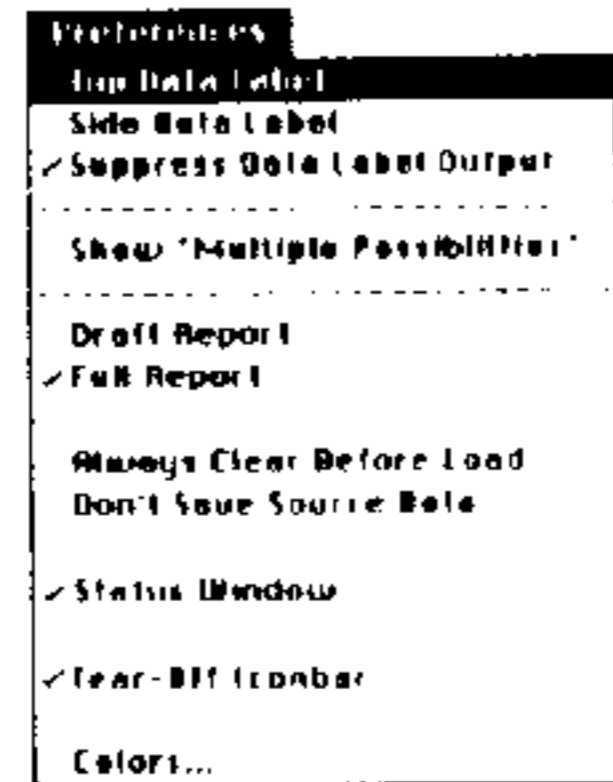 Preferences
Top Data Label
Side Data Label
✓Suppress Data Label Output
Show "Multiple Possibilities"
Draft Report
✓Full Report
Always Clear Before Load
Don't Save Source Data
✓Status Window
✓Tear-Off Iconbar
Colors...